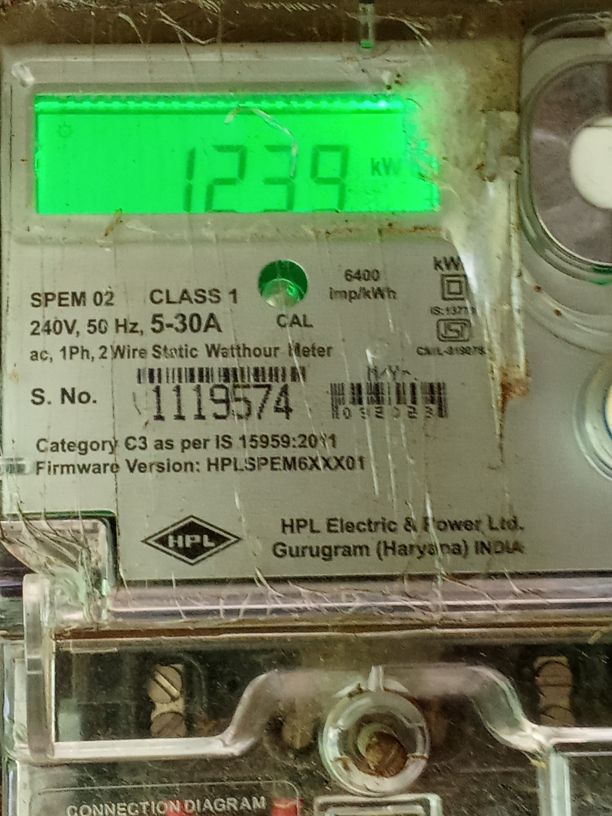 1239 kW
SPEM 02 CLASS 1
6400
imp/kWh
kW
240V, 50 Hz, 5-30A
CAL
ac, 1Ph, 2 Wire Static Watthour Meter
S. No.
1119574
M/Y-
092023
Category C3 as per IS 15959:2011
Firmware Version: HPLSPEM6XXX01
HPL
HPL Electric & Power Ltd.
Gurugram (Haryana) INDIA
CONNECTION DIAGRAM